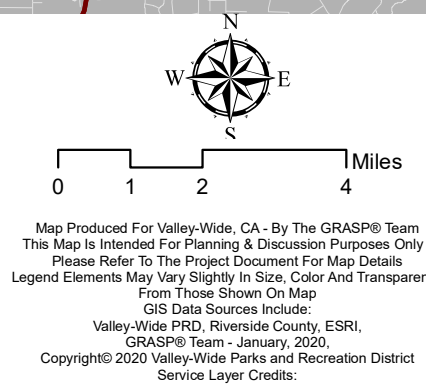 N
W E
S
Miles
0 1 2 4
Map Produced For Valley-Wide, CA - By The GRASP® Team
This Map Is Intended For Planning & Discussion Purposes Only
Please Refer To The Project Document For Map Details
Legend Elements May Vary Slightly In Size, Color And
From Those Shown On Map
GIS Data Sources Include:
Valley-Wide PRD, Riverside County, ESRI,
GRASP® Team - January, 2020,
Copyright© 2020 Valley-Wide Parks and Recreation District
Service Layer Credits: